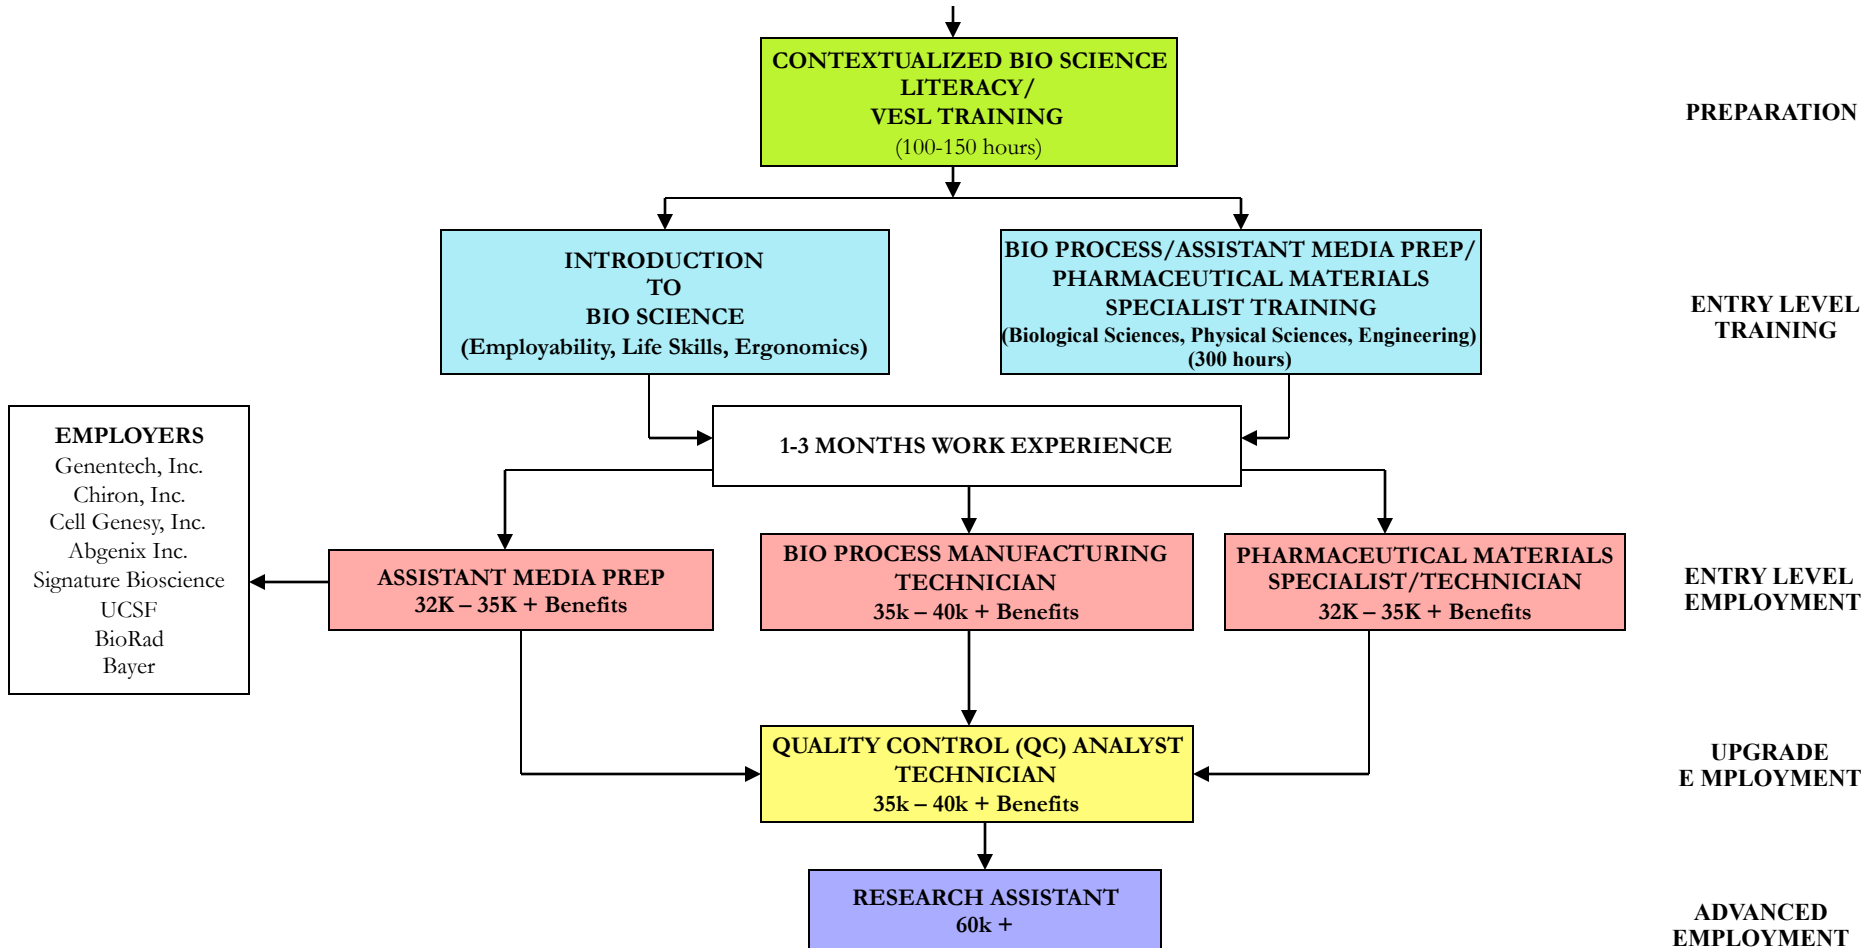 CONTEXTUALIZED BIO SCIENCE
LITERACY/
VESL TRAINING
(100-150 hours)
PREPARATION
INTRODUCTION
TO
BIO SCIENCE
(Employability, Life Skills, Ergonomics)
BIO PROCESS/ASSISTANT MEDIA PREP/
PHARMACEUTICAL MATERIALS
SPECIALIST TRAINING
(Biological Sciences, Physical Sciences, Engineering)
(300 hours)
ENTRY LEVEL
TRAINING
1-3 MONTHS WORK EXPERIENCE
EMPLOYERS
Genentech, Inc.
Chiron, Inc.
Cell Genesy, Inc.
Abgenix Inc.
Signature Bioscience
UCSF
BioRad
Bayer
ASSISTANT MEDIA PREP
32K – 35K + Benefits
BIO PROCESS MANUFACTURING
TECHNICIAN
35k – 40k + Benefits
PHARMACEUTICAL MATERIALS
SPECIALIST/TECHNICIAN
32K – 35K + Benefits
ENTRY LEVEL
EMPLOYMENT
QUALITY CONTROL (QC) ANALYST
TECHNICIAN
35k – 40k + Benefits
UPGRADE
E MPLOYMENT
RESEARCH ASSISTANT
60k +
ADVANCED
EMPLOYMENT